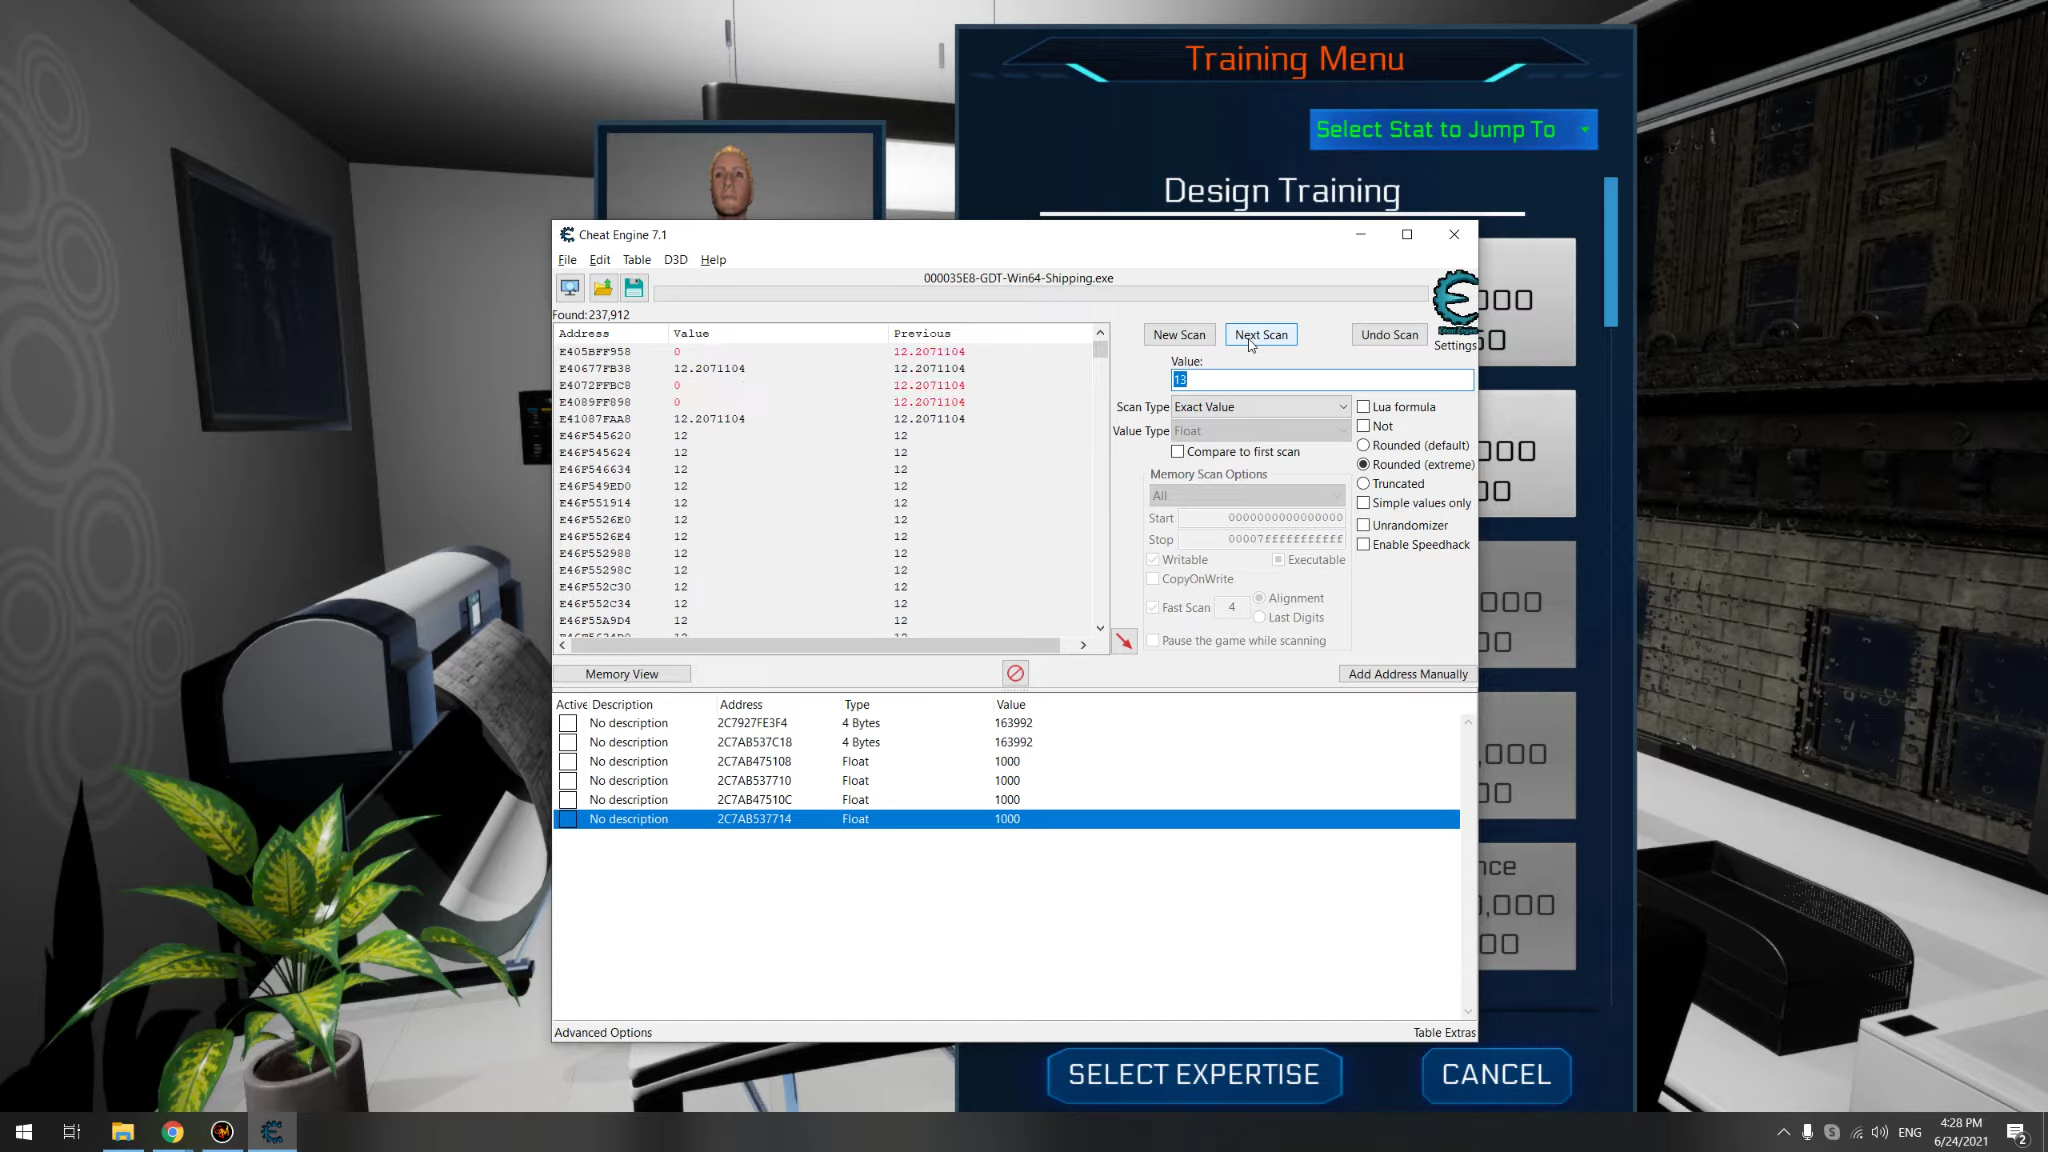 Training Menu
Select Stat to Jump To
Design Training
Cheat Engine 7.1
File Edit Table D3D Help
000035E8-GDT-Win64-Shipping.exe
Found:237,912
Address Value Previous
E405BFF958 0 12.2071104
E40677FB38 12.2071104 12.2071104
E4072FFBC8 0 12.2071104
E4089FF898 0 12.2071104
E41087FAA8 12.2071104 12.2071104
E46F545620 12 12
E46F545624 12 12
E46F546634 12 12
E46F549ED0 12 12
E46F551914 12 12
E46F5526E0 12 12
E46F5526E4 12 12
E46F552988 12 12
E46F55298C 12 12
E46F552C30 12 12
E46F552C34 12 12
E46F55A9D4 12 12
New Scan Next Scan Undo Scan
Settings
Value:
13
Scan Type Exact Value
Lua formula
Not
Value Type Float
Rounded (default)
Compare to first scan
Rounded (extreme)
Memory Scan Options
Truncated
All
Simple values only
Start 0000000000000000
Unrandomizer
Stop 00007fffffffffff
Enable Speedhack
Writable Executable
CopyOnWrite
Fast Scan 4 Alignment
Last Digits
Pause the game while scanning
Memory View Add Address Manually
Active Description Address Type Value
No description 2C7927FE3F4 4 Bytes 163992
No description 2C7AB537C18 4 Bytes 163992
No description 2C7AB475108 Float 1000
No description 2C7AB537710 Float 1000
No description 2C7AB47510C Float 1000
No description 2C7AB537714 Float 1000
Advanced Options Table Extras
SELECT EXPERTISE CANCEL
ENG
4:28 PM
6/24/2021
2